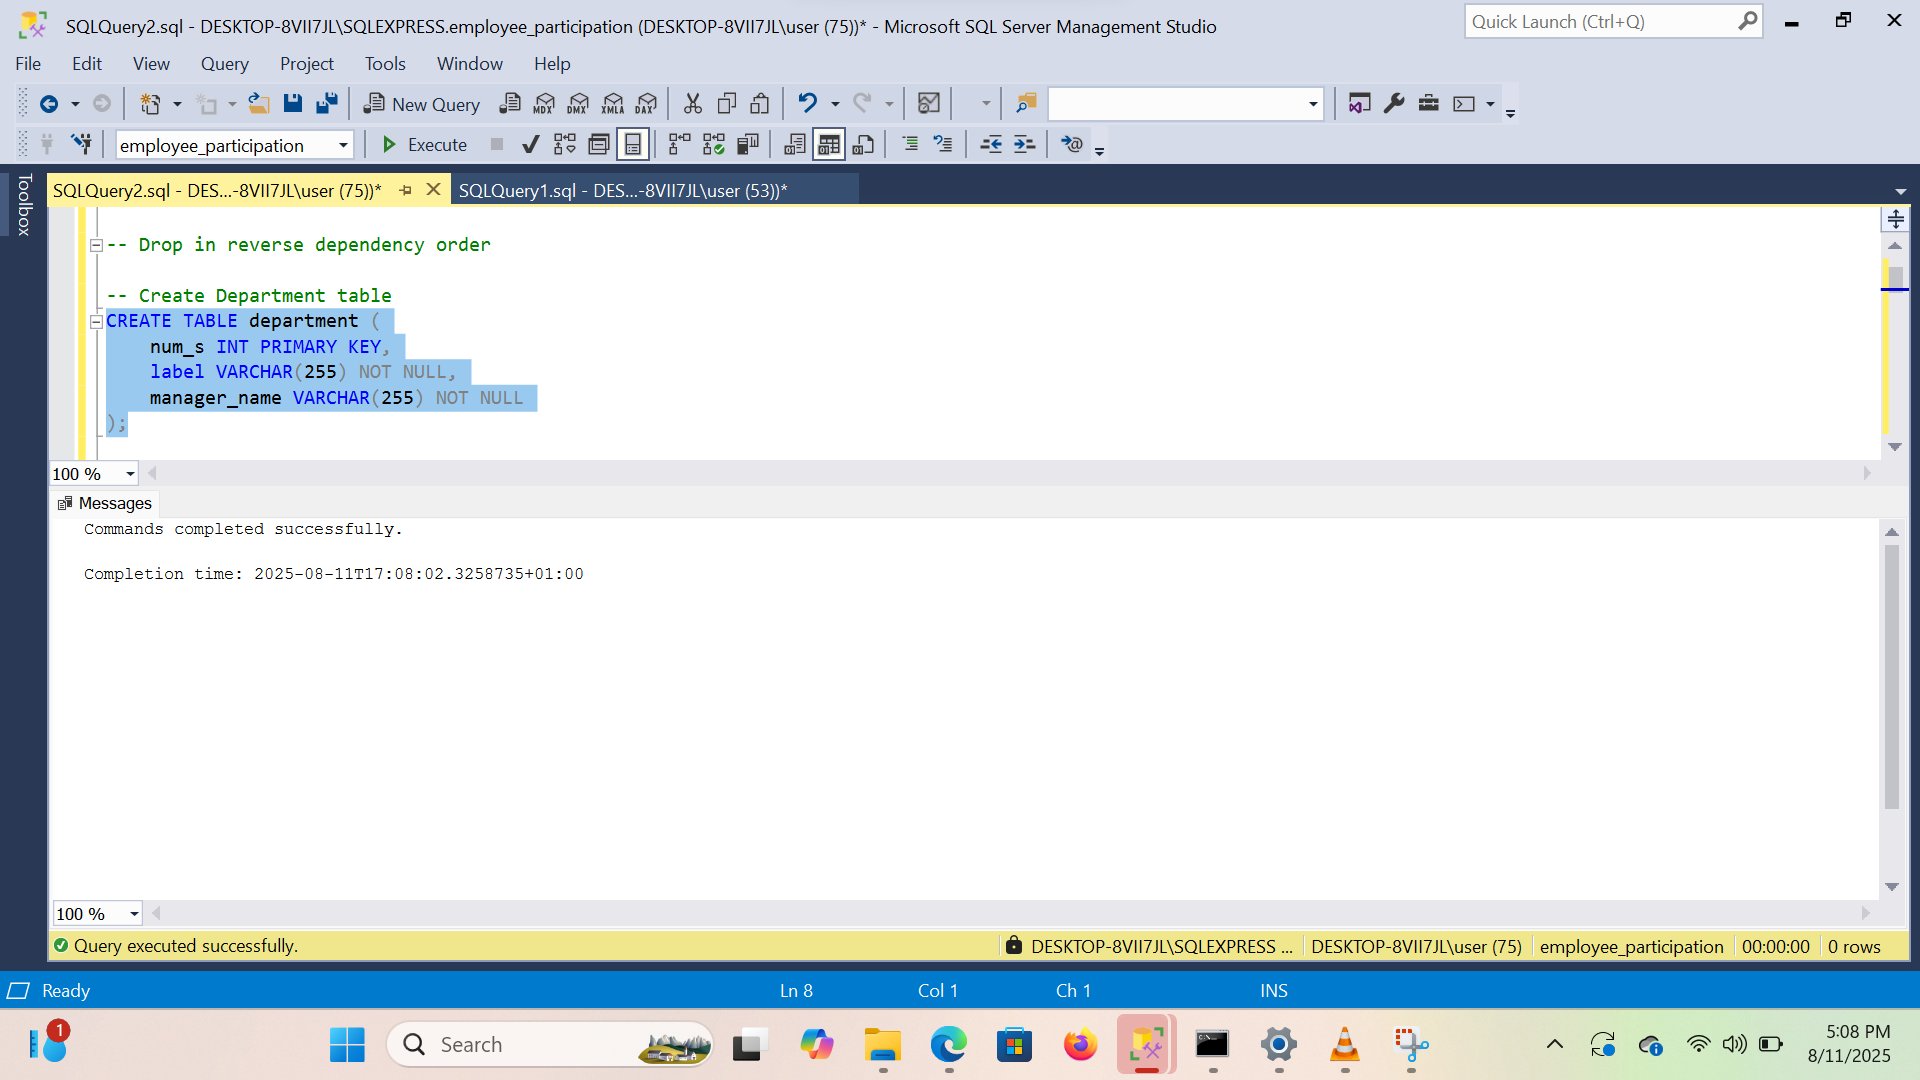 SQLQuery2.sql - DESKTOP-8VII7JL\SQLEXPRESS.employee_participation (DESKTOP-8VII7JL\user (75))* - Microsoft SQL Server Management Studio
Quick Launch (Ctrl+Q)
File Edit View Query Project Tools Window Help
New Query
MDX DMX XMLA DAX
employee_participation
Execute
Toolbox
SQLQuery2.sql - DES...-8VII7JL\user (75))*
SQLQuery1.sql - DES...-8VII7JL\user (53))*
-- Drop in reverse dependency order
-- Create Department table
CREATE TABLE department (
num_s INT PRIMARY KEY,
label VARCHAR(255) NOT NULL,
manager_name VARCHAR(255) NOT NULL
);
100 %
Messages
Commands completed successfully.
Completion time: 2025-08-11T17:08:02.3258735+01:00
100 %
Query executed successfully.
DESKTOP-8VII7JL\SQLEXPRESS ...
DESKTOP-8VII7JL\user (75)
employee_participation
00:00:00
0 rows
Ready
Ln 8
Col 1
Ch 1
INS
1
Search
5:08 PM
8/11/2025